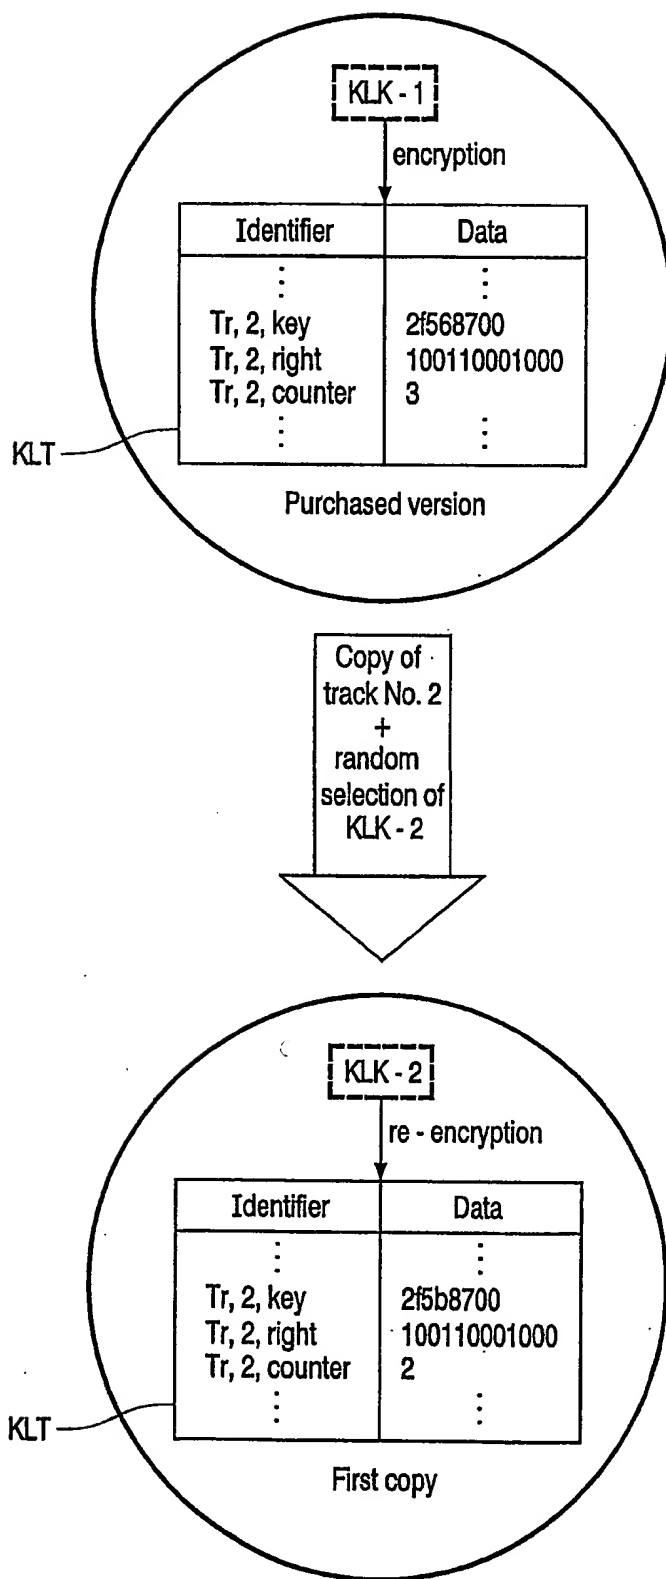 KLK - 1
encryption
Identifier Data
⋮ ⋮
Tr, 2, key 2f568700
Tr, 2, right 100110001000
Tr, 2, counter 3
⋮ ⋮
KLT
Purchased version
Copy of
track No. 2
+
random
selection of
KLK - 2
KLK - 2
re - encryption
Identifier Data
⋮ ⋮
Tr, 2, key 2f5b8700
Tr, 2, right 100110001000
Tr, 2, counter 2
⋮ ⋮
KLT
First copy